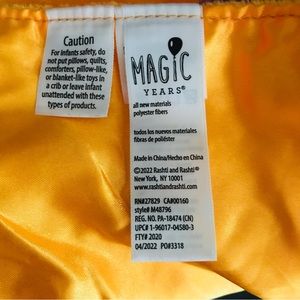 Caution
For infants safety, do
not put pillows, quilts,
comforters, pillow-like,
or blanket-like toys in
a crib or leave infant
unattended with these
types of products.
MAGIC
YEARS®
all new materials
polyester fibers
todos los nuevos materiales
fibras de poliéster
Made in China/Hecho en China
©2022 Rashti and Rashti®
New York, NY 10001
www.rashtiandrashti.com
RN#27829 CA#00160
style# M48796
REG. NO. PA-18474 (CN)
UPC# 1-96017-04580-3
FTY# 2020
04/2022 PO#3318